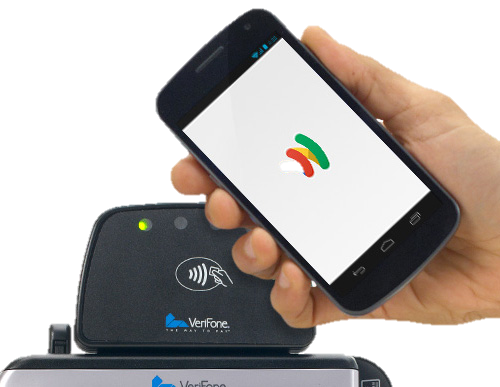 VeriFone.
THE WAY TO PAY
VeriFone